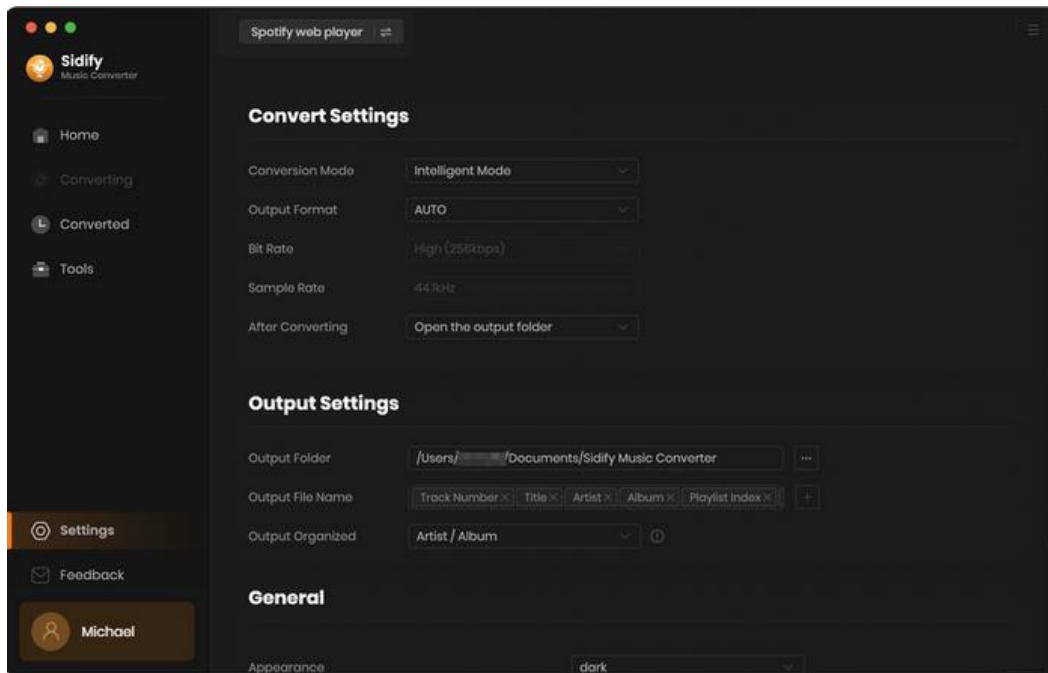 Spotify web player
Sidify
Music Converter
Home
Converting
Converted
Tools
Settings
Feedback
Michael
Convert Settings
Conversion Mode Intelligent Mode
Output Format AUTO
Bit Rate High (256kbps)
Sample Rate 44.1kHz
After Converting Open the output folder
Output Settings
Output Folder /Users/ /Documents/Sidify Music Converter ...
Output File Name Track Number × Title × Artist × Album × Playlist Index × +
Output Organized Artist / Album
General
Appearance dark